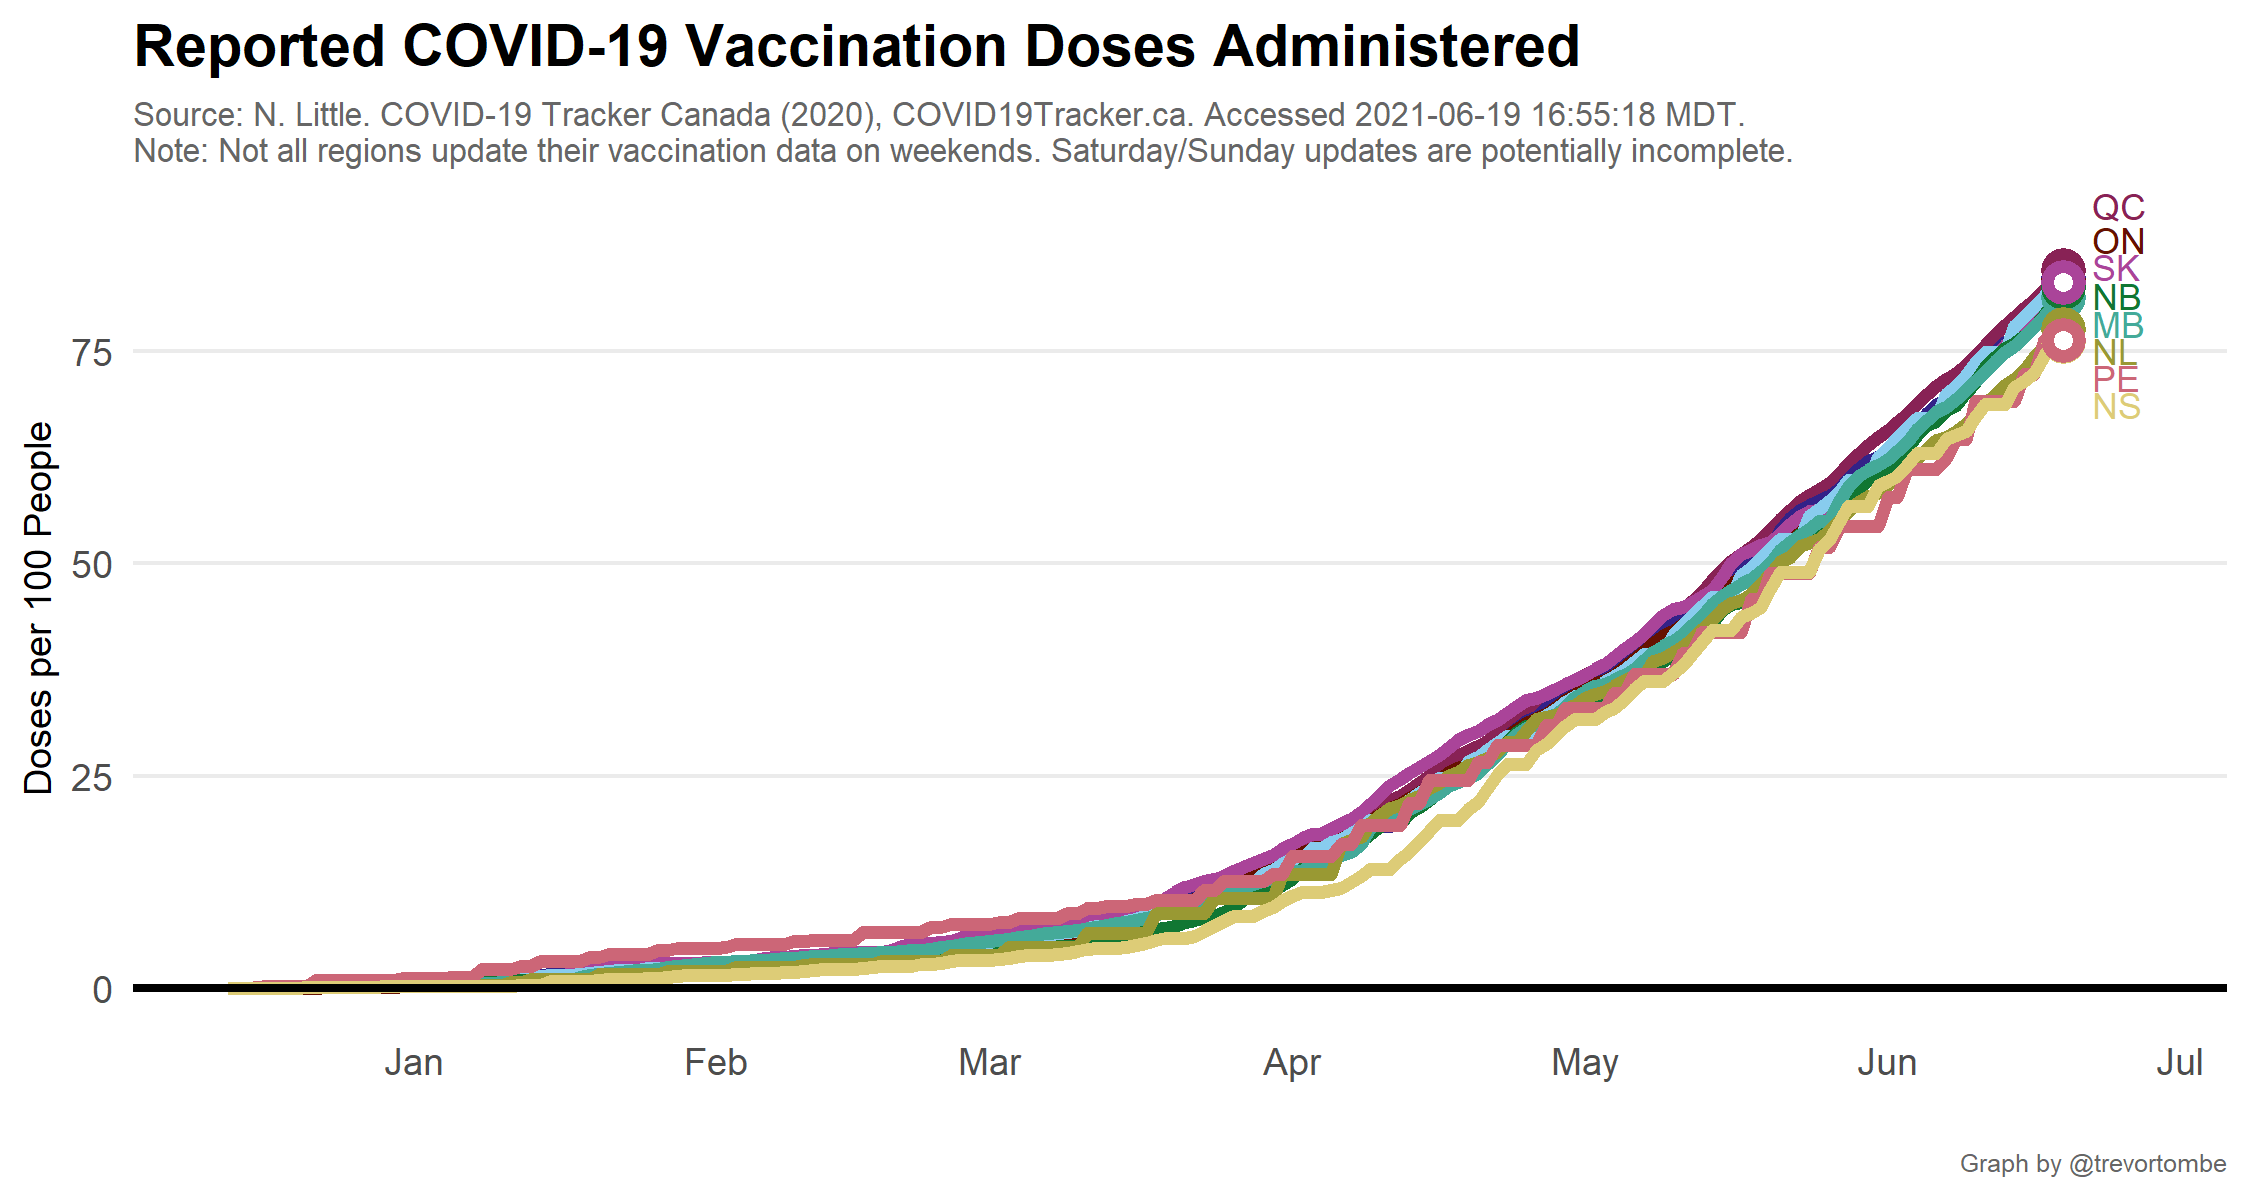 Reported COVID-19 Vaccination Doses Administered
Source: N. Little. COVID-19 Tracker Canada (2020), COVID19Tracker.ca. Accessed 2021-06-19 16:55:18 MDT.
Note: Not all regions update their vaccination data on weekends. Saturday/Sunday updates are potentially incomplete.
QC
ON
SK
NB
MB
NL
PE
NS
Doses per 100 People
75
50
25
0
Jan Feb Mar Apr May Jun Jul
Graph by @trevortombe